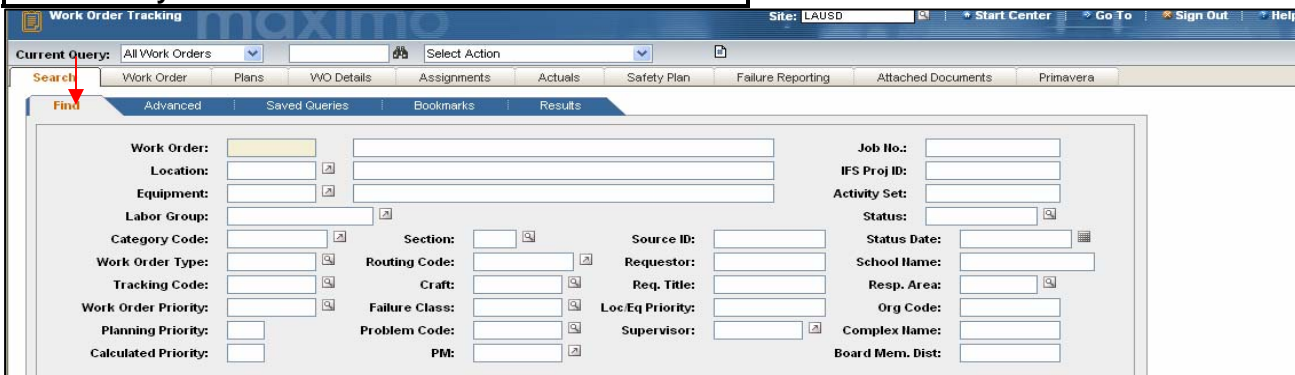 Work Order Tracking maximo Site: LAUSD Start Center Go To Sign Out Help
Current Query: All Work Orders Select Action
Search Work Order Plans WO Details Assignments Actuals Safety Plan Failure Reporting Attached Documents Primavera
Find Advanced Saved Queries Bookmarks Results
Work Order: Job No.:
Location: IFS Proj ID:
Equipment: Activity Set:
Labor Group: Status:
Category Code: Section: Source ID: Status Date:
Work Order Type: Routing Code: Requestor: School Name:
Tracking Code: Craft: Req. Title: Resp. Area:
Work Order Priority: Failure Class: Loc/Eq Priority: Org Code:
Planning Priority: Problem Code: Supervisor: Complex Name:
Calculated Priority: PM: Board Mem. Dist: